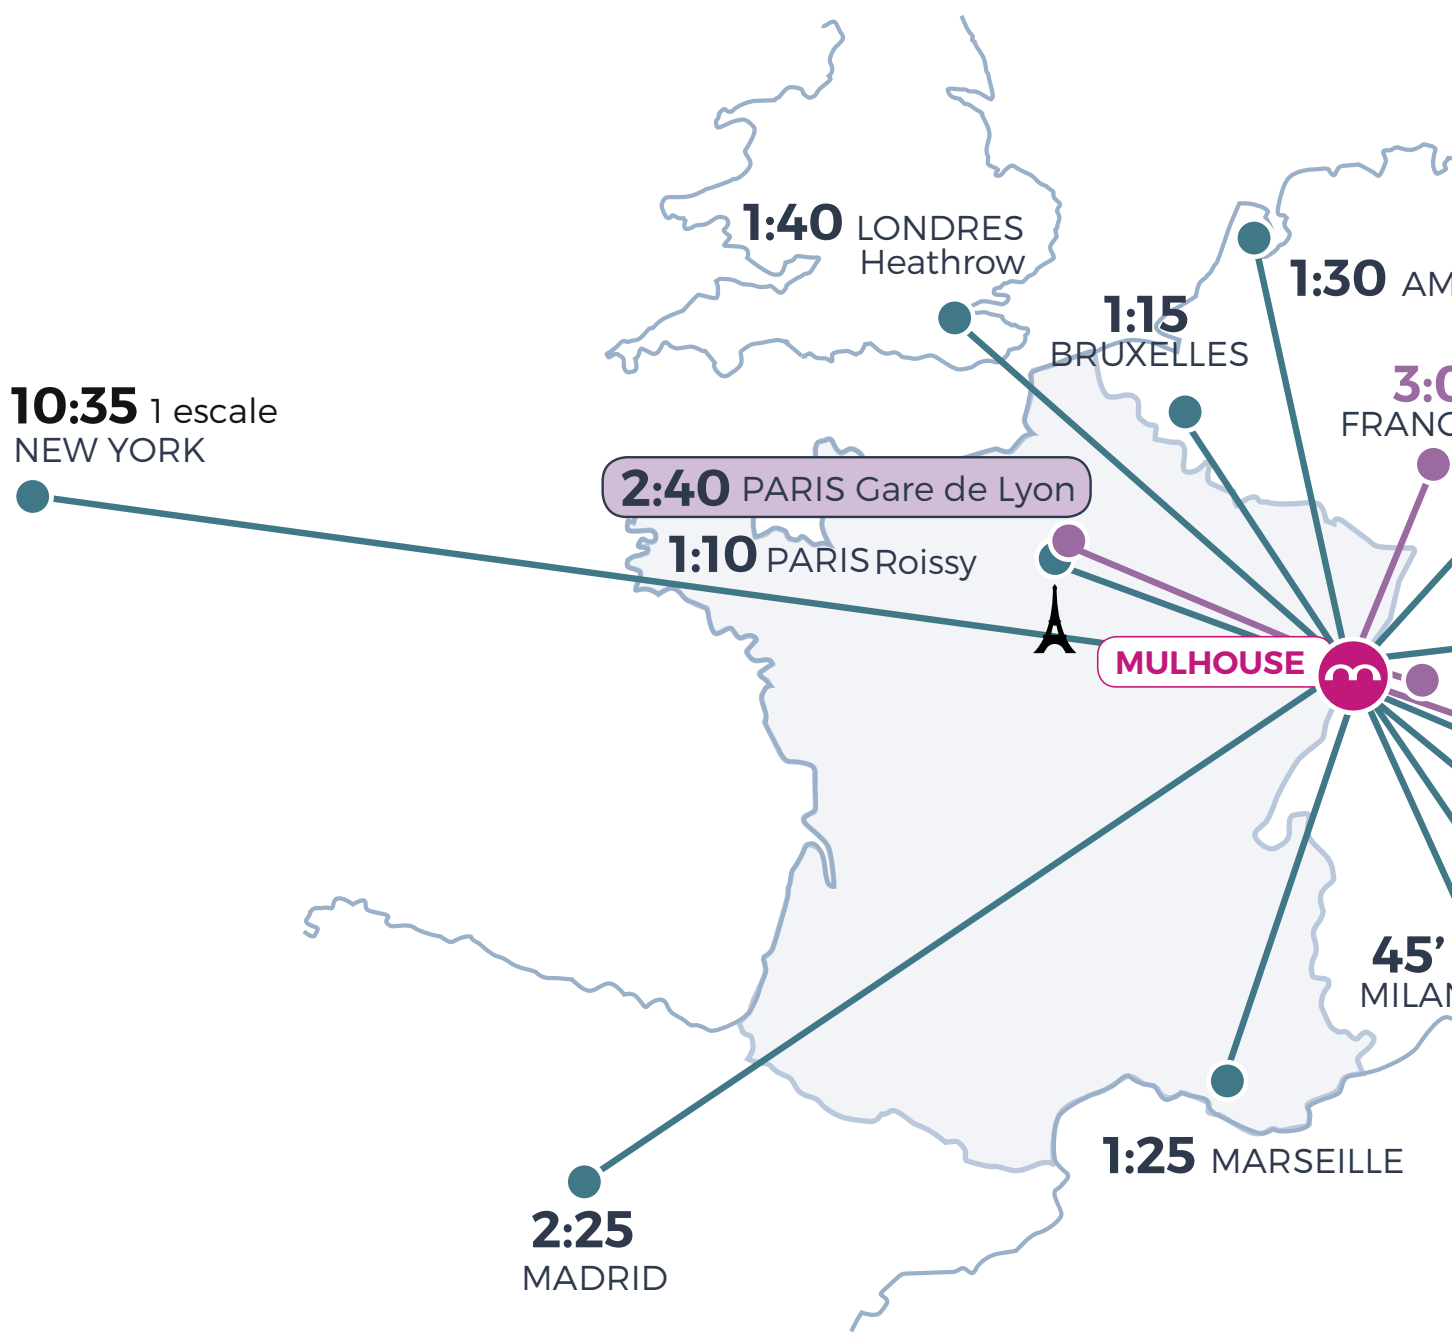 1:40 LONDRES
Heathrow
1:30 AM
1:15
BRUXELLES
3:0
FRANC
10:35 1 escale
NEW YORK
2:40 PARIS Gare de Lyon
1:10 PARIS Roissy
MULHOUSE
45’
MILAN
1:25 MARSEILLE
2:25
MADRID